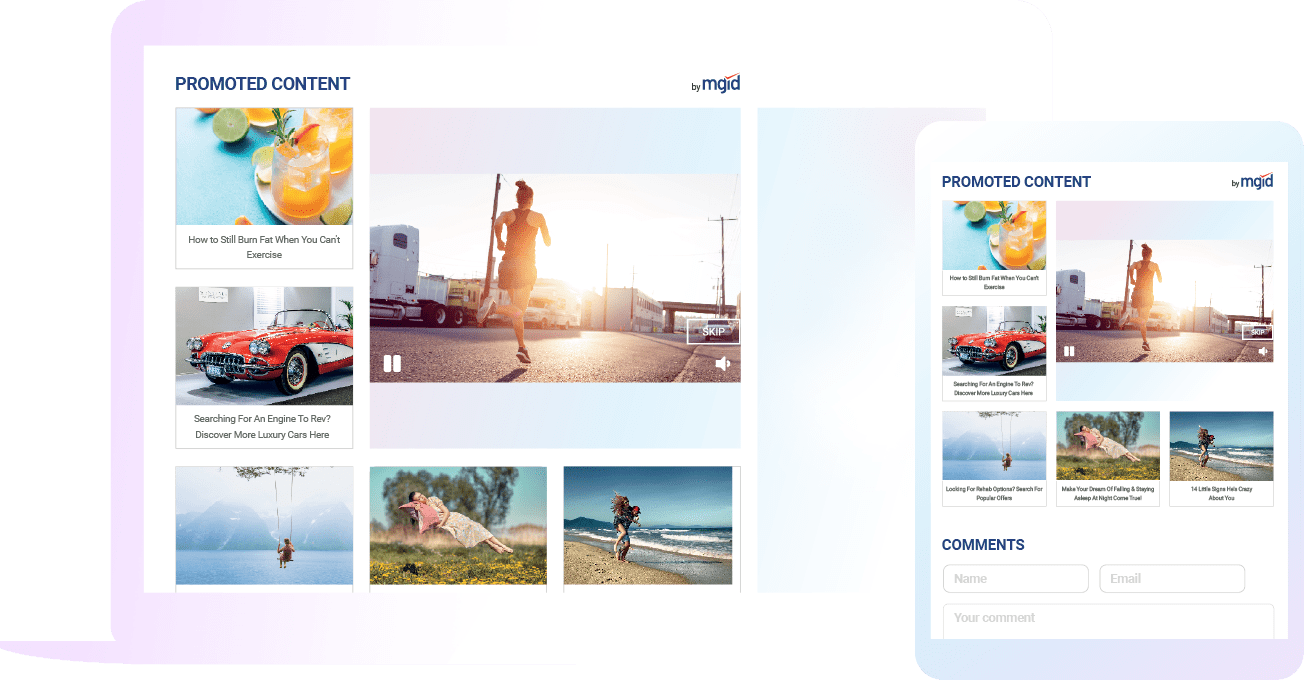 PROMOTED CONTENT
by mgid
How to Still Burn Fat When You Can't
Exercise
SKIP
Searching For An Engine To Rev?
Discover More Luxury Cars Here
PROMOTED CONTENT
by mgid
How to Still Burn Fat When You Can't
Exercise
SKIP
Searching For An Engine To Rev?
Discover More Luxury Cars Here
Looking For Rehab Options? Search For
Popular Offers
Make Your Dream Of Falling & Staying
Asleep At Night Come True!
14 Little Signs He's Crazy
About You
COMMENTS
Name
Email
Your comment